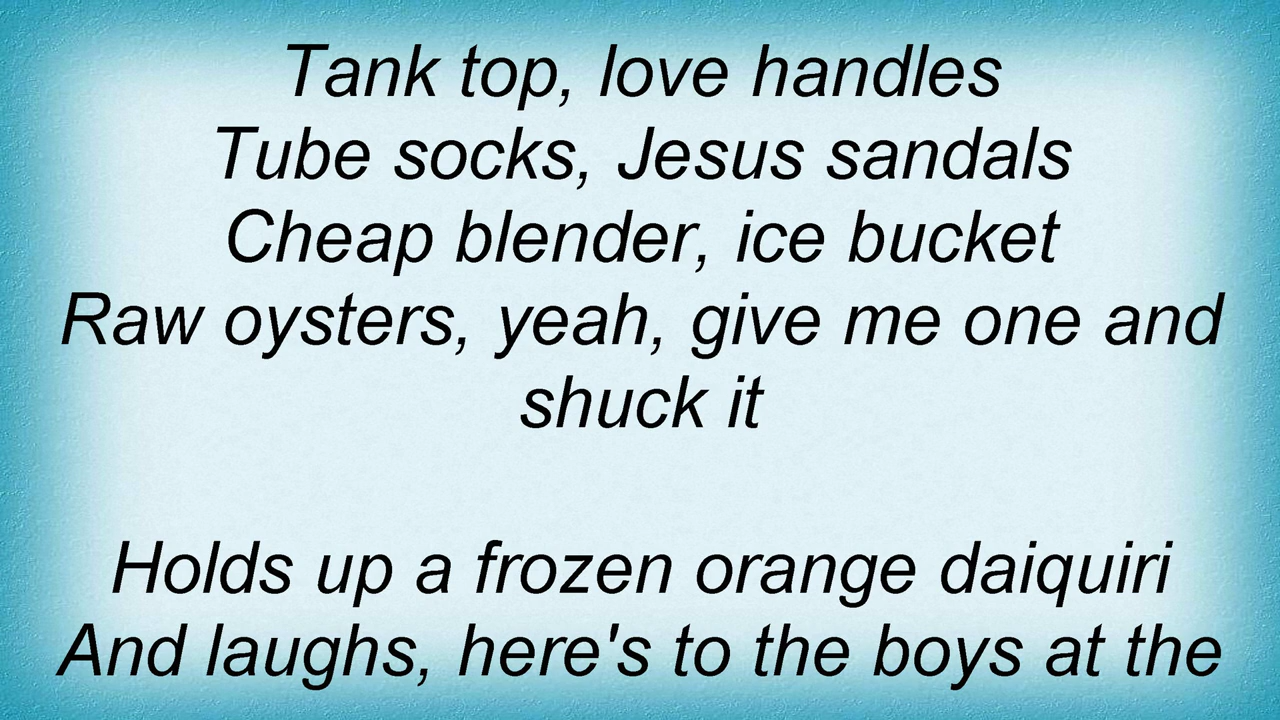 Tank top, love handles
Tube socks, Jesus sandals
Cheap blender, ice bucket
Raw oysters, yeah, give me one and
shuck it
Holds up a frozen orange daiquiri
And laughs, here's to the boys at the